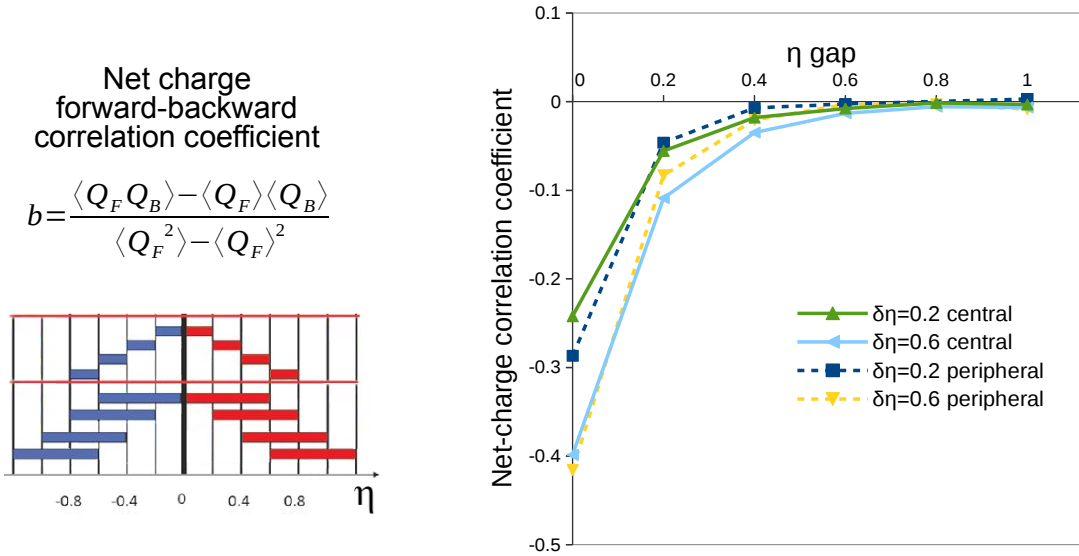 Net charge
forward-backward
correlation coefficient
b=(⟨Q_F Q_B⟩−⟨Q_F⟩⟨Q_B⟩)/(⟨Q_F²⟩−⟨Q_F⟩²)
-0.8 -0.4 0 0.4 0.8 η
Net-charge correlation coefficient
0.1
0
-0.1
-0.2
-0.3
-0.4
-0.5
η gap
0 0.2 0.4 0.6 0.8 1
δη=0.2 central
δη=0.6 central
δη=0.2 peripheral
δη=0.6 peripheral